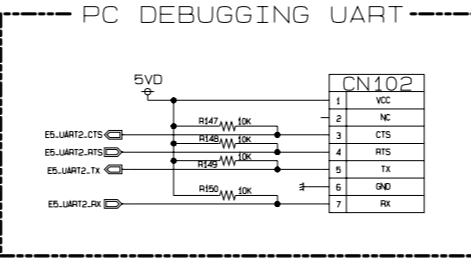 PC DEBUGGING UART
5VD
CN102
1 VCC
R147 10K
2 NC
E5_UART2_CTS
3 CTS
R148 10K
E5_UART2_RTS
4 RTS
R149 10K
E5_UART2_TX
5 TX
R150 10K
6 GND
E5_UART2_RX
7 RX